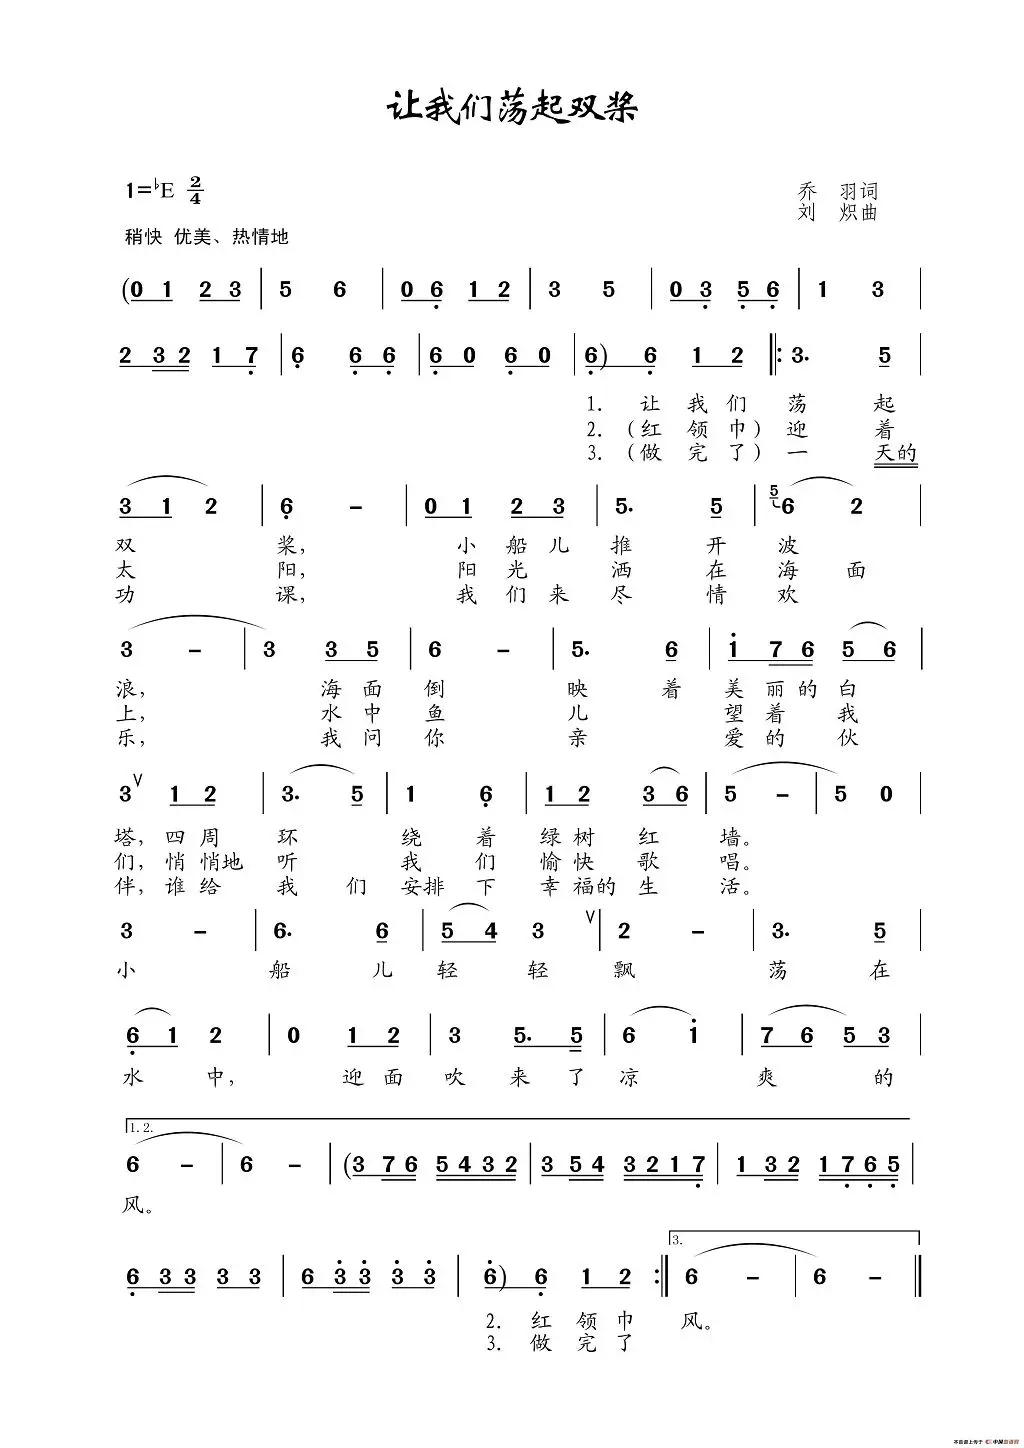 让我们荡起双桨
1=♭E 2/4
乔 羽词
刘 炽曲
稍快 优美、热情地
(0 1 2 3 | 5 6 | 0 6 1 2 | 3 5 | 0 3 5 6 | 1 3 |
2 3 2 1 7 | 6 6 6 | 6 0 6 0 | 6) 6 1 2 ‖: 3. 5 |
1. 让 我 们 荡 起
2.（红 领 巾）迎 着
3.（做 完 了）一 天的
3 1 2 | 6 – | 0 1 2 3 | 5. 5 | 5 6 2 |
双 桨， 小 船 儿 推 开 波
太 阳， 阳 光 洒 在 海 面
功 课， 我 们 来 尽 情 欢
3 – | 3 3 5 | 6 – | 5. 6 | 1 7 6 5 6 |
浪， 海 面 倒 映 着 美 丽 的 白
上， 水 中 鱼 儿 望 着 我
乐， 我 问 你 亲 爱 的 伙
3 ∨ 1 2 | 3. 5 | 1 6 | 1 2 3 6 | 5 – | 5 0 |
塔，四 周 环 绕 着 绿 树 红 墙。
们，悄 悄地 听 我 们 愉 快 歌 唱。
伴，谁 给 我 们 安排 下 幸 福的 生 活。
3 – | 6. 6 | 5 4 3 ∨ | 2 – | 3. 5 |
小 船 儿 轻 轻 飘 荡 在
6 1 2 | 0 1 2 | 3 5. 5 | 6 1 | 7 6 5 3 |
水 中， 迎 面 吹 来 了 凉 爽 的
1.2.
6 – | 6 – | (3 7 6 5 4 3 2 | 3 5 4 3 2 1 7 | 1 3 2 1 7 6 5 |
风。
3.
6 3 3 3 3 | 6 3 3 3 3 | 6) 6 1 2 :‖ 6 – | 6 – ‖
2. 红 领 巾 风。
3. 做 完 了